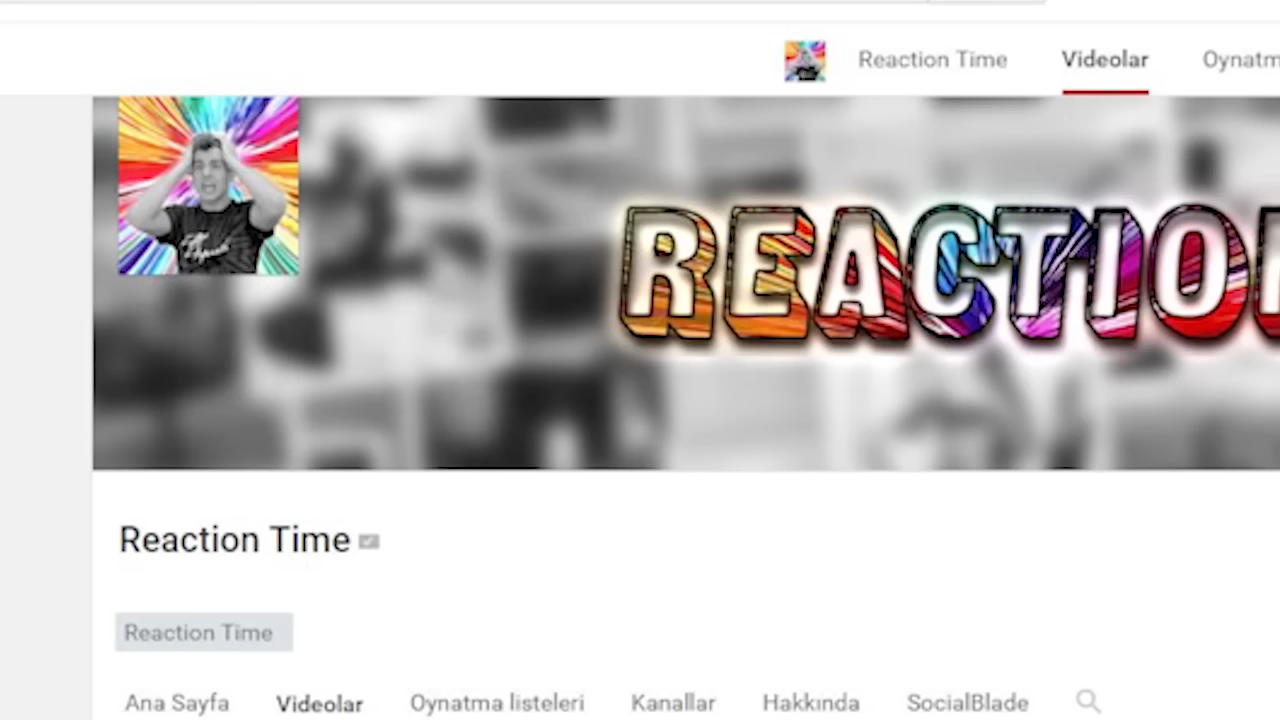 Reaction Time Videolar
REACTIO
Reaction Time
Reaction Time
Ana Sayfa Videolar Oynatma listeleri Kanallar Hakkında SocialBlade